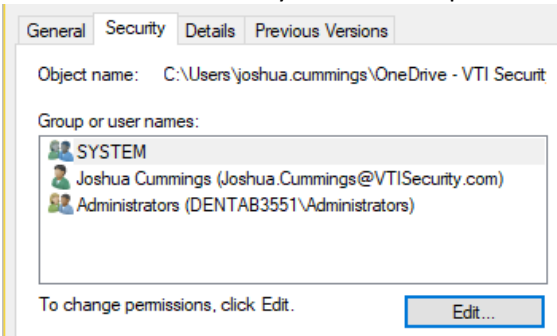 General Security Details Previous Versions
Object name: C:\Users\joshua.cummings\OneDrive - VTI Securit
Group or user names:
SYSTEM
Joshua Cummings (Joshua.Cummings@VTISecurity.com)
Administrators (DENTAB3551\Administrators)
To change permissions, click Edit.
Edit...